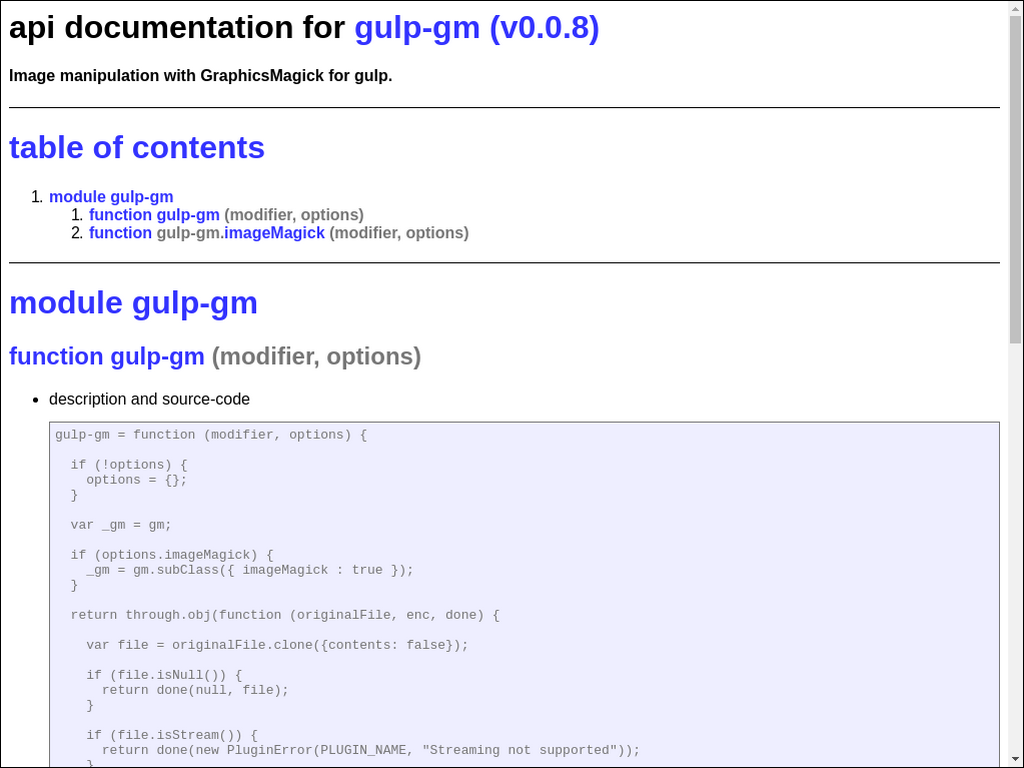 api documentation for gulp-gm (v0.0.8)
Image manipulation with GraphicsMagick for gulp.
table of contents
1. module gulp-gm
1. function gulp-gm (modifier, options)
2. function gulp-gm.imageMagick (modifier, options)
module gulp-gm
function gulp-gm (modifier, options)
• description and source-code
gulp-gm = function (modifier, options) {
if (!options) {
options = {};
}
var _gm = gm;
if (options.imageMagick) {
_gm = gm.subClass({ imageMagick : true });
}
return through.obj(function (originalFile, enc, done) {
var file = originalFile.clone({contents: false});
if (file.isNull()) {
return done(null, file);
}
if (file.isStream()) {
return done(new PluginError(PLUGIN_NAME, "Streaming not supported"));
}